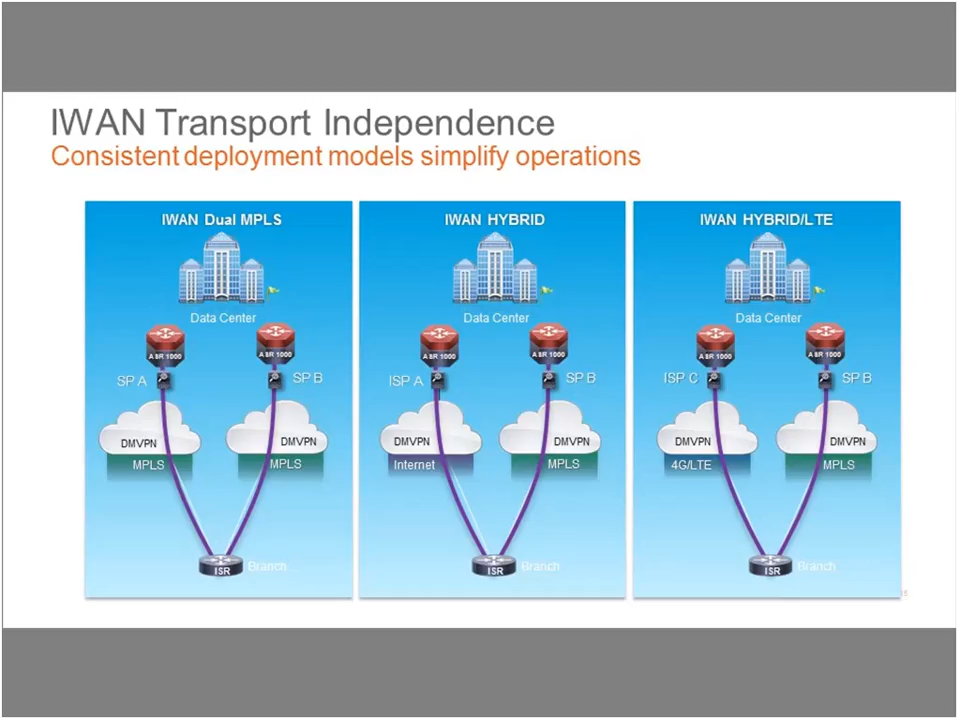 IWAN Transport Independence
Consistent deployment models simplify operations
IWAN Dual MPLS
Data Center
ASR 1000
ASR 1000
SP A
SP B
DMVPN
DMVPN
MPLS
MPLS
ISR
Branch
IWAN HYBRID
Data Center
ASR 1000
ASR 1000
ISP A
SP B
DMVPN
DMVPN
Internet
MPLS
ISR
Branch
IWAN HYBRID/LTE
Data Center
ASR 1000
ASR 1000
ISP C
SP B
DMVPN
DMVPN
4G/LTE
MPLS
ISR
Branch